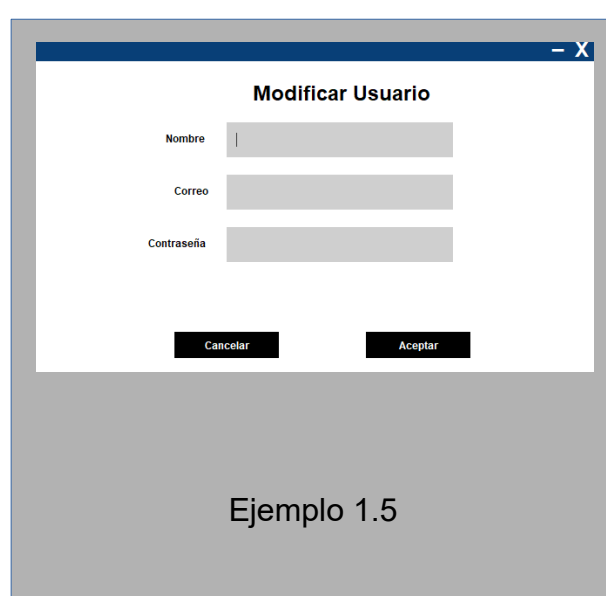 – X
Modificar Usuario
Nombre
Correo
Contraseña
Cancelar Aceptar
Ejemplo 1.5